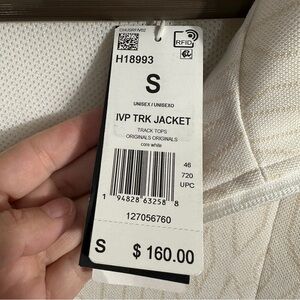 RFID
H18993
S
UNISEX / UNISEXO
IVP TRK JACKET
TRACK TOPS
ORIGINALS ORIGINALS
core white
46
720
UPC
1 94828 63258 8
127056760
S $ 160.00